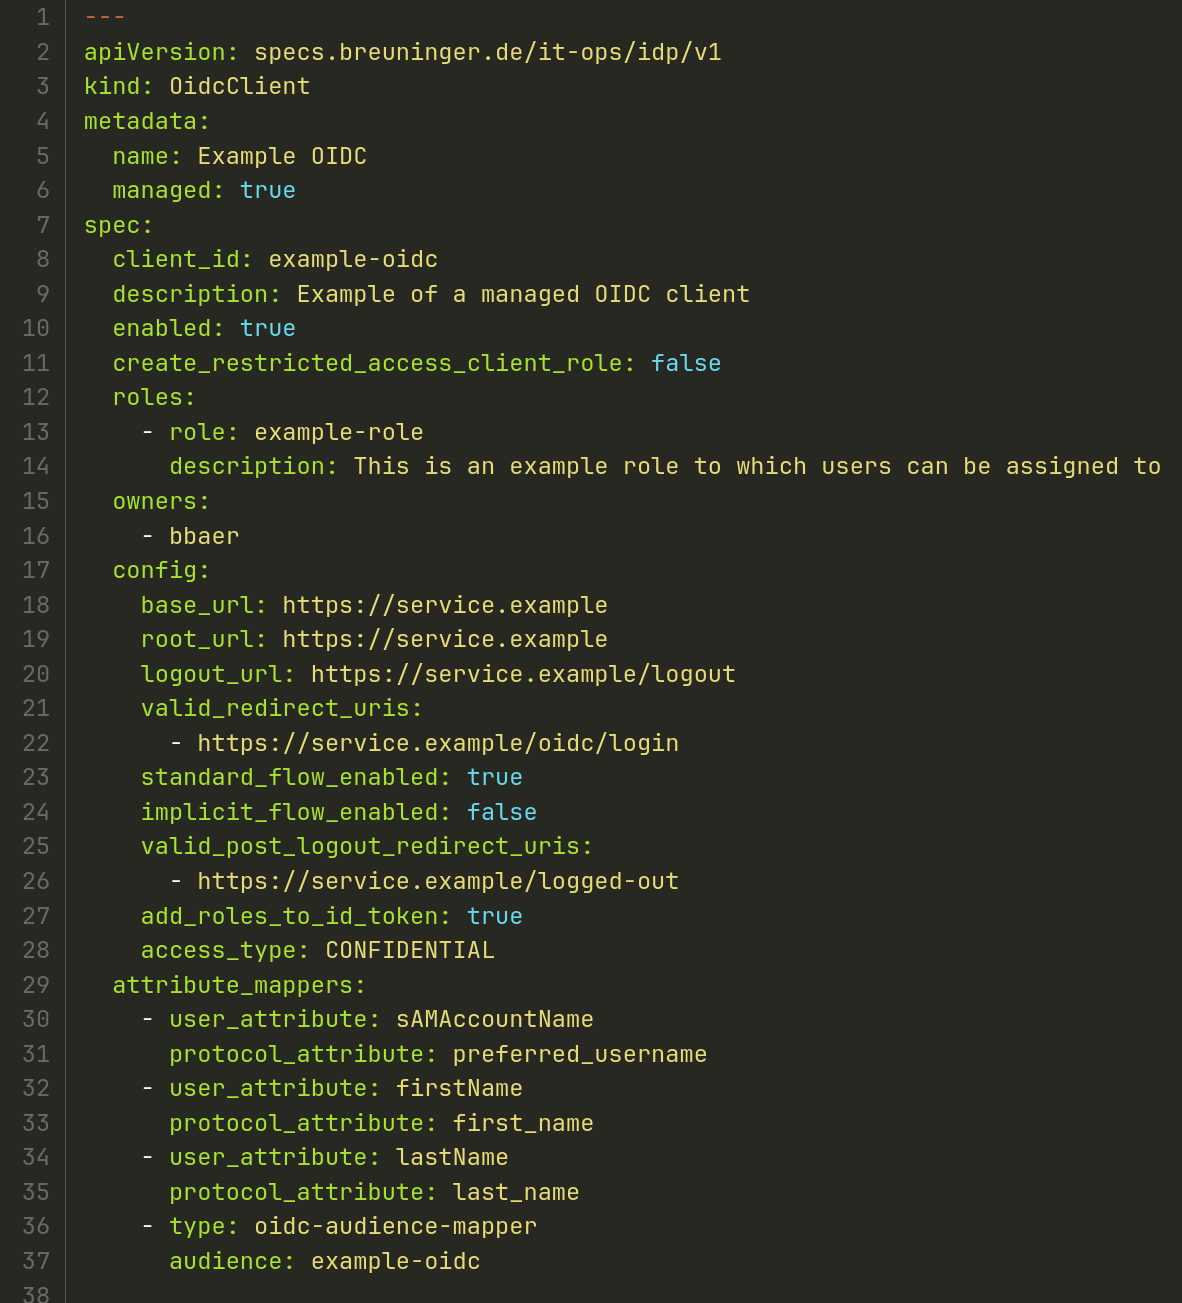 1 ---
2 apiVersion: specs.breuninger.de/it-ops/idp/v1
3 kind: OidcClient
4 metadata:
5   name: Example OIDC
6   managed: true
7 spec:
8   client_id: example-oidc
9   description: Example of a managed OIDC client
10   enabled: true
11   create_restricted_access_client_role: false
12   roles:
13     - role: example-role
14       description: This is an example role to which users can be assigned to
15   owners:
16     - bbaer
17   config:
18     base_url: https://service.example
19     root_url: https://service.example
20     logout_url: https://service.example/logout
21     valid_redirect_uris:
22       - https://service.example/oidc/login
23     standard_flow_enabled: true
24     implicit_flow_enabled: false
25     valid_post_logout_redirect_uris:
26       - https://service.example/logged-out
27     add_roles_to_id_token: true
28     access_type: CONFIDENTIAL
29   attribute_mappers:
30     - user_attribute: sAMAccountName
31       protocol_attribute: preferred_username
32     - user_attribute: firstName
33       protocol_attribute: first_name
34     - user_attribute: lastName
35       protocol_attribute: last_name
36     - type: oidc-audience-mapper
37       audience: example-oidc
38